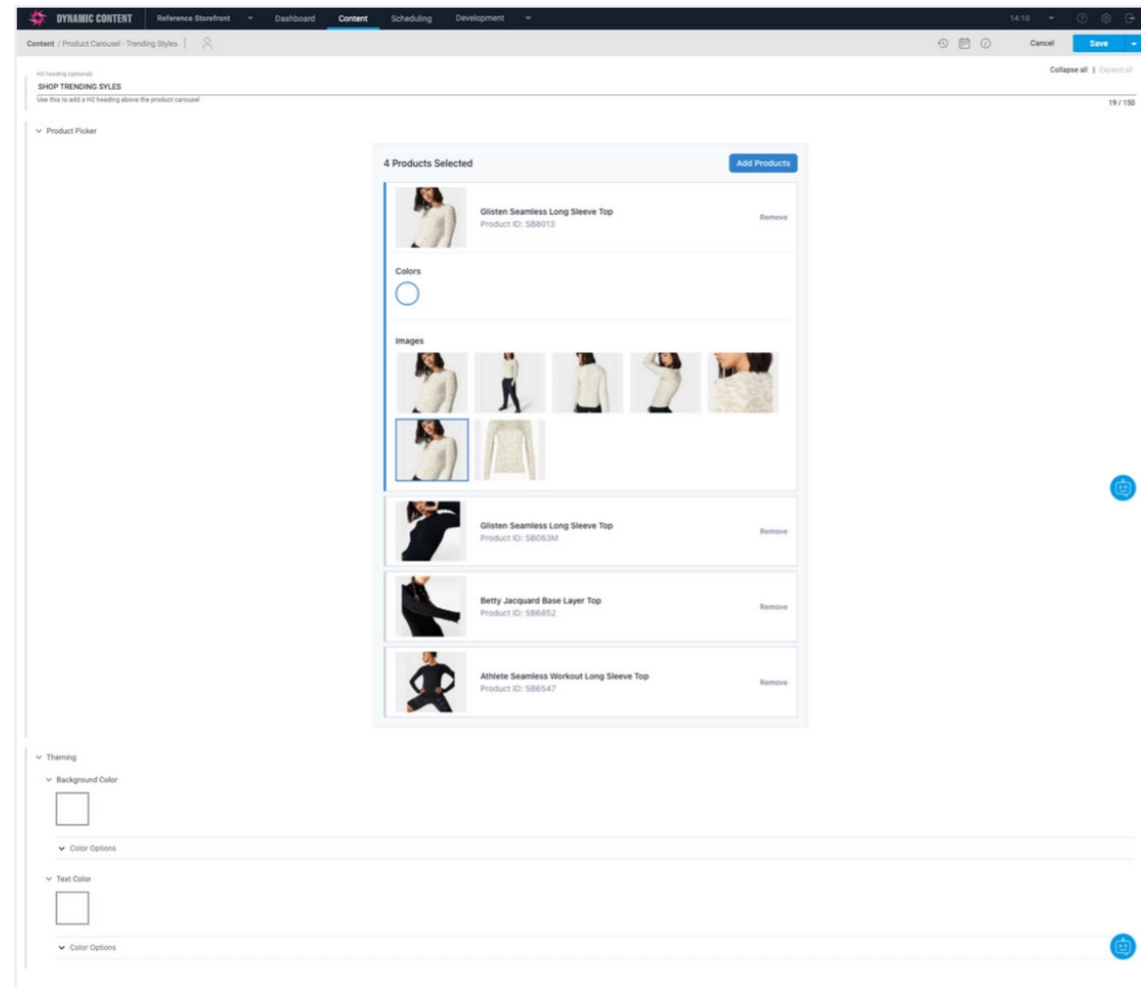 DYNAMIC CONTENT Reference Storefront Dashboard Content Scheduling Development 14:10
Content / Product Carousel - Trending Styles Cancel Save
Collapse all | Expand all
H2 heading (optional)
SHOP TRENDING SYLES
Use this to add a H2 heading above the product carousel 19 / 150
Product Picker
4 Products Selected Add Products
Glisten Seamless Long Sleeve Top
Product ID: SB8013
Remove
Colors
Images
Glisten Seamless Long Sleeve Top
Product ID: SB063M
Remove
Betty Jacquard Base Layer Top
Product ID: SB6852
Remove
Athlete Seamless Workout Long Sleeve Top
Product ID: SB6547
Remove
Theming
Background Color
Color Options
Text Color
Color Options